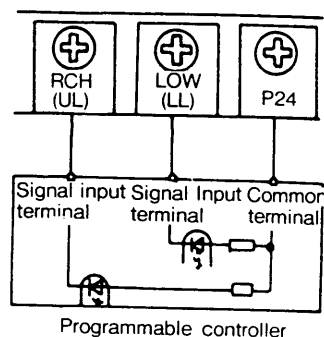 RCH
(UL)
LOW
(LL)
P24
Signal input
terminal
Signal Input
terminal
Common
terminal
Programmable controller